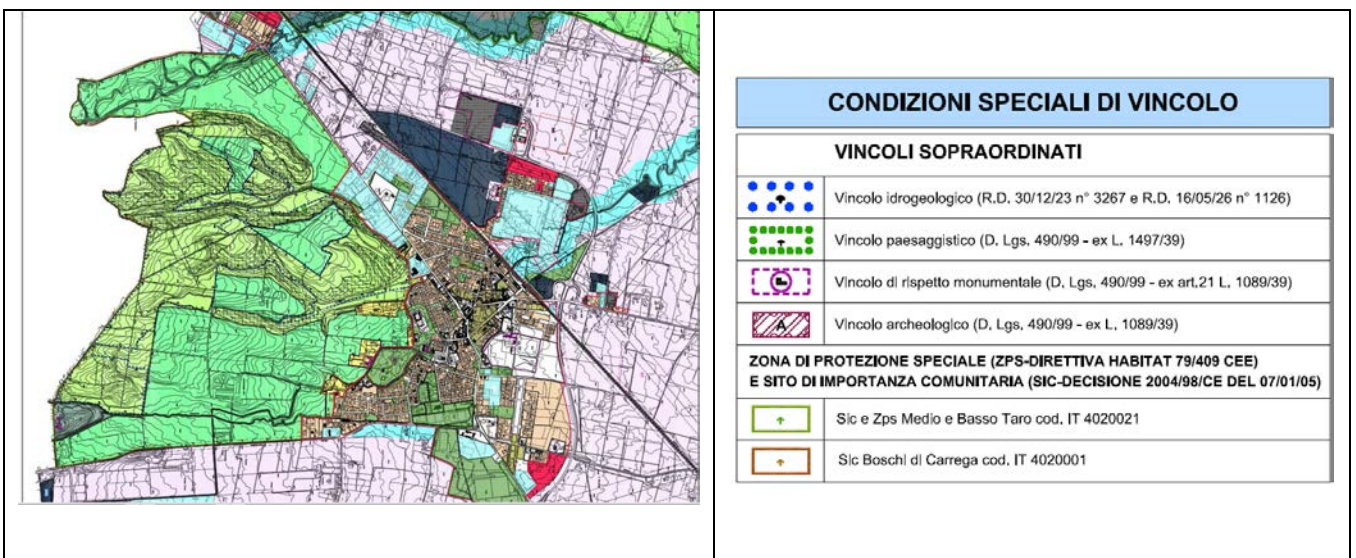 CONDIZIONI SPECIALI DI VINCOLO
VINCOLI SOPRAORDINATI
Vincolo idrogeologico (R.D. 30/12/23 n° 3267 e R.D. 16/05/26 n° 1126)
Vincolo paesaggistico (D. Lgs. 490/99 - ex L. 1497/39)
Vincolo di rispetto monumentale (D. Lgs. 490/99 - ex art.21 L. 1089/39)
A
Vincolo archeologico (D. Lgs. 490/99 - ex L. 1089/39)
ZONA DI PROTEZIONE SPECIALE (ZPS-DIRETTIVA HABITAT 79/409 CEE)
E SITO DI IMPORTANZA COMUNITARIA (SIC-DECISIONE 2004/98/CE DEL 07/01/05)
Sic e Zps Medio e Basso Taro cod. IT 4020021
Sic Boschi di Carrega cod. IT 4020001